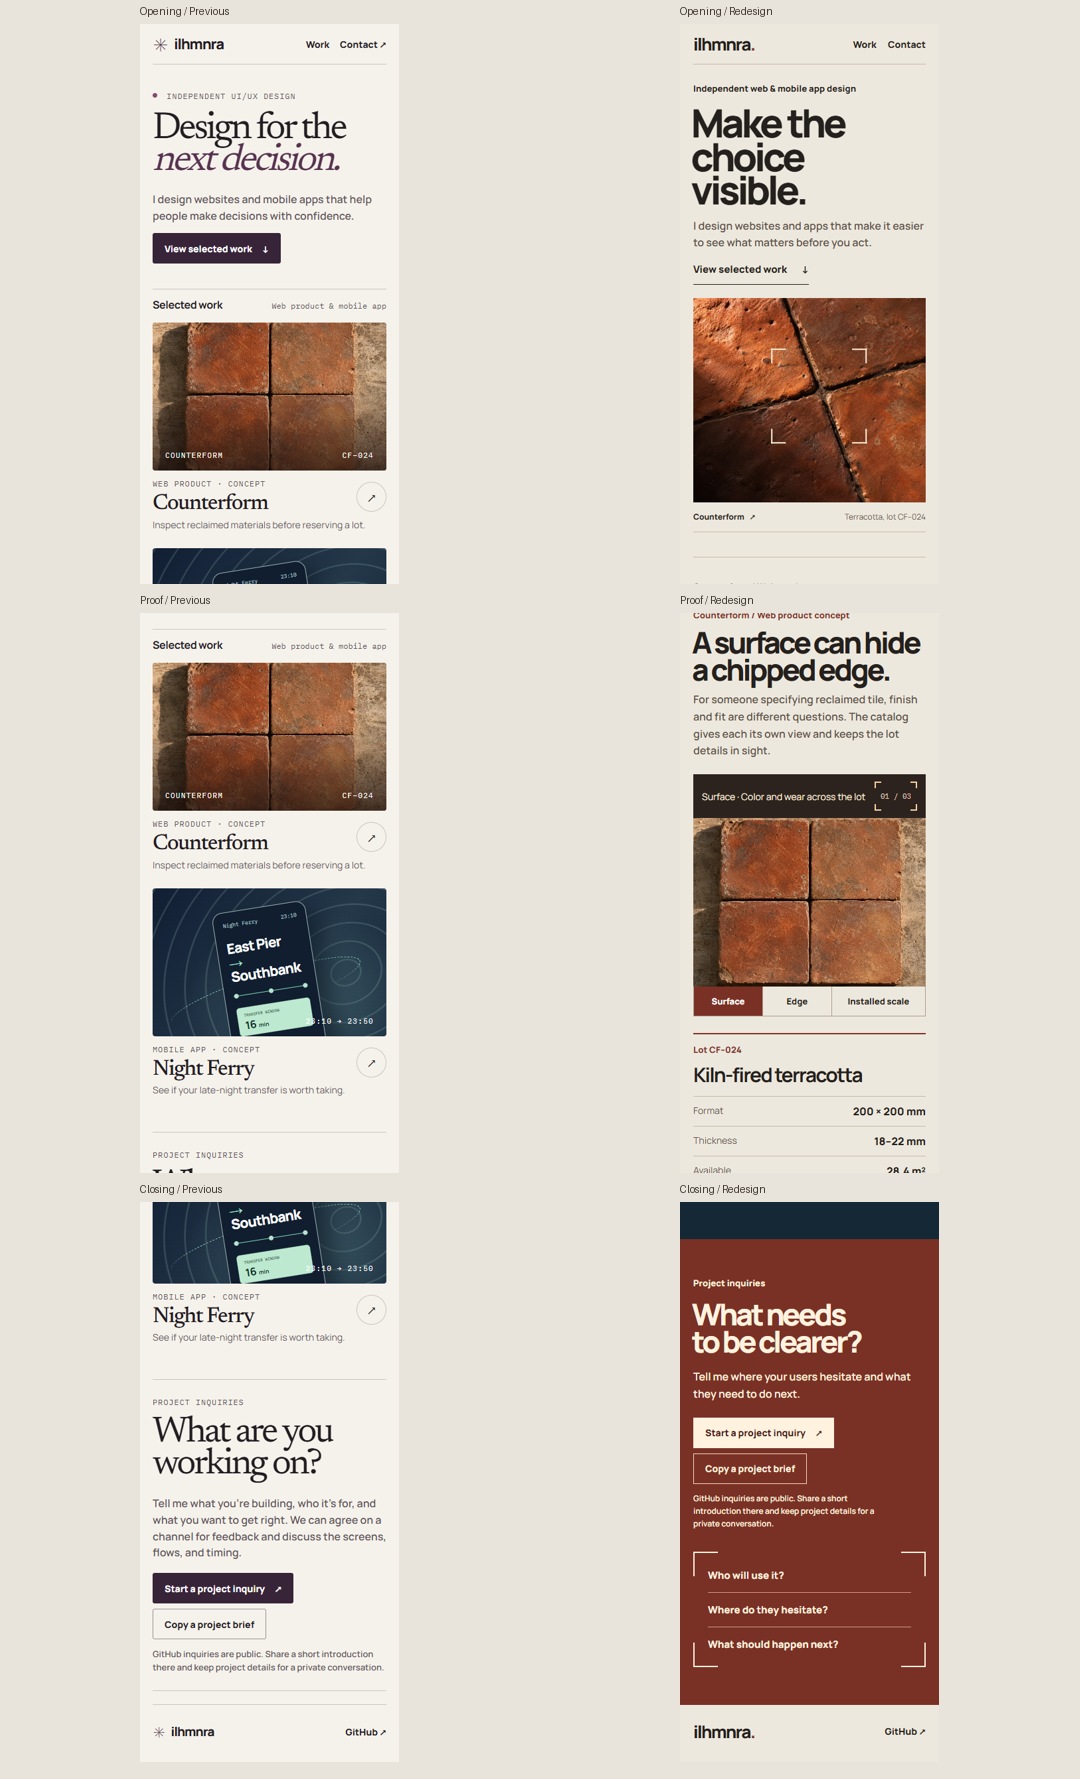 Opening / Previous
ilhmnra
Work Contact ↗
INDEPENDENT UI/UX DESIGN
Design for the
next decision.
I design websites and mobile apps that help
people make decisions with confidence.
View selected work ↓
Selected work Web product & mobile app
COUNTERFORM CF-024
WEB PRODUCT · CONCEPT
Counterform
↗
Inspect reclaimed materials before reserving a lot.
23:10
Opening / Redesign
ilhmnra.
Work Contact
Independent web & mobile app design
Make the
choice
visible.
I design websites and apps that make it easier
to see what matters before you act.
View selected work ↓
Counterform ↗ Terracotta, lot CF-024
Proof / Previous
Selected work Web product & mobile app
COUNTERFORM CF-024
WEB PRODUCT · CONCEPT
Counterform
↗
Inspect reclaimed materials before reserving a lot.
Night Ferry 23:10
East Pier
→
Southbank
16 min
23:10 → 23:50
MOBILE APP · CONCEPT
Night Ferry
↗
See if your late-night transfer is worth taking.
PROJECT INQUIRIES
Proof / Redesign
Counterform / Web product concept
A surface can hide
a chipped edge.
For someone specifying reclaimed tile, finish
and fit are different questions. The catalog
gives each its own view and keeps the lot
details in sight.
Surface · Color and wear across the lot 01 / 03
Surface Edge Installed scale
Lot CF-024
Kiln-fired terracotta
Format 200 × 200 mm
Thickness 18–22 mm
Available 28.4 m²
Closing / Previous
→
Southbank
TRANSFER WINDOW
16 min
23:10 → 23:50
MOBILE APP · CONCEPT
Night Ferry
↗
See if your late-night transfer is worth taking.
PROJECT INQUIRIES
What are you
working on?
Tell me what you're building, who it's for, and
what you want to get right. We can agree on a
channel for feedback and discuss the screens,
flows, and timing.
Start a project inquiry ↗
Copy a project brief
GitHub inquiries are public. Share a short introduction
there and keep project details for a private conversation.
ilhmnra GitHub ↗
Closing / Redesign
Project inquiries
What needs
to be clearer?
Tell me where your users hesitate and what
they need to do next.
Start a project inquiry ↗
Copy a project brief
GitHub inquiries are public. Share a short
introduction there and keep project details for a
private conversation.
Who will use it?
Where do they hesitate?
What should happen next?
ilhmnra. GitHub ↗